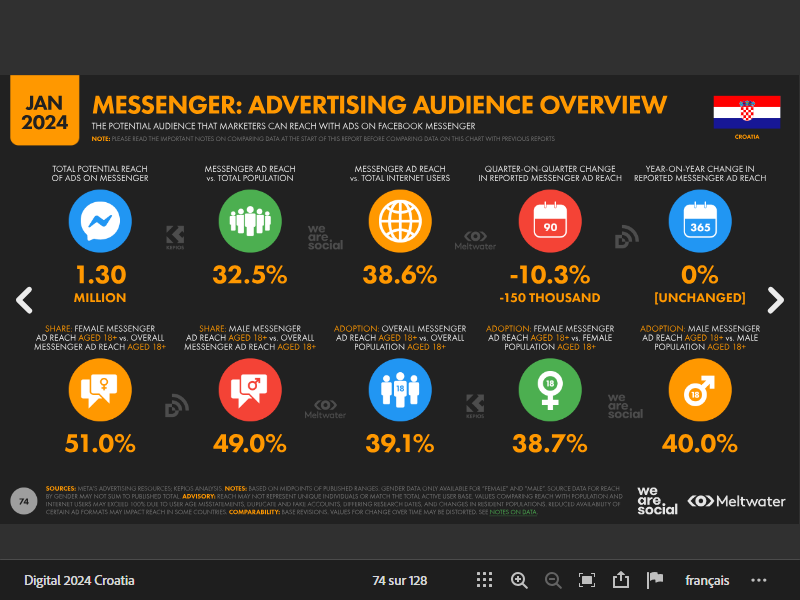 JAN
2024
MESSENGER: ADVERTISING AUDIENCE OVERVIEW
THE POTENTIAL AUDIENCE THAT MARKETERS CAN REACH WITH ADS ON FACEBOOK MESSENGER
NOTE: PLEASE READ THE IMPORTANT NOTES ON COMPARING DATA AT THE START OF THIS REPORT BEFORE COMPARING DATA ON THIS CHART WITH PREVIOUS REPORTS
CROATIA
TOTAL POTENTIAL REACH
OF ADS ON MESSENGER
1.30
MILLION
MESSENGER AD REACH
vs. TOTAL POPULATION
32.5%
MESSENGER AD REACH
vs. TOTAL INTERNET USERS
38.6%
QUARTER-ON-QUARTER CHANGE
IN REPORTED MESSENGER AD REACH
90
-10.3%
-150 THOUSAND
YEAR-ON-YEAR CHANGE IN
REPORTED MESSENGER AD REACH
365
0%
[UNCHANGED]
KEPIOS
we
are.
social
Meltwater
SHARE: FEMALE MESSENGER
AD REACH AGED 18+ vs. OVERALL
MESSENGER AD REACH AGED 18+
51.0%
SHARE: MALE MESSENGER
AD REACH AGED 18+ vs. OVERALL
MESSENGER AD REACH AGED 18+
49.0%
ADOPTION: OVERALL MESSENGER
AD REACH AGED 18+ vs. OVERALL
POPULATION AGED 18+
18
39.1%
ADOPTION: FEMALE MESSENGER
AD REACH AGED 18+ vs. FEMALE
POPULATION AGED 18+
18
38.7%
ADOPTION: MALE MESSENGER
AD REACH AGED 18+ vs. MALE
POPULATION AGED 18+
18
40.0%
Meltwater
KEPIOS
we
are.
social
74
SOURCES: META'S ADVERTISING RESOURCES; KEPIOS ANALYSIS. NOTES: BASED ON MIDPOINTS OF PUBLISHED RANGES. GENDER DATA ONLY AVAILABLE FOR "FEMALE" AND "MALE". SOURCE DATA FOR REACH
BY GENDER MAY NOT SUM TO PUBLISHED TOTAL. ADVISORY: REACH MAY NOT REPRESENT UNIQUE INDIVIDUALS OR MATCH THE TOTAL ACTIVE USER BASE. VALUES COMPARING REACH WITH POPULATION AND
INTERNET USERS MAY EXCEED 100% DUE TO USER AGE MISSTATEMENTS, DUPLICATE AND FAKE ACCOUNTS, DIFFERING RESEARCH DATES, AND CHANGES IN RESIDENT POPULATIONS. REDUCED AVAILABILITY OF
CERTAIN AD FORMATS MAY IMPACT REACH IN SOME COUNTRIES. COMPARABILITY: BASE REVISIONS. VALUES FOR CHANGE OVER TIME MAY BE DISTORTED. SEE NOTES ON DATA.
we
are.
social
Meltwater
Digital 2024 Croatia
74 sur 128
français